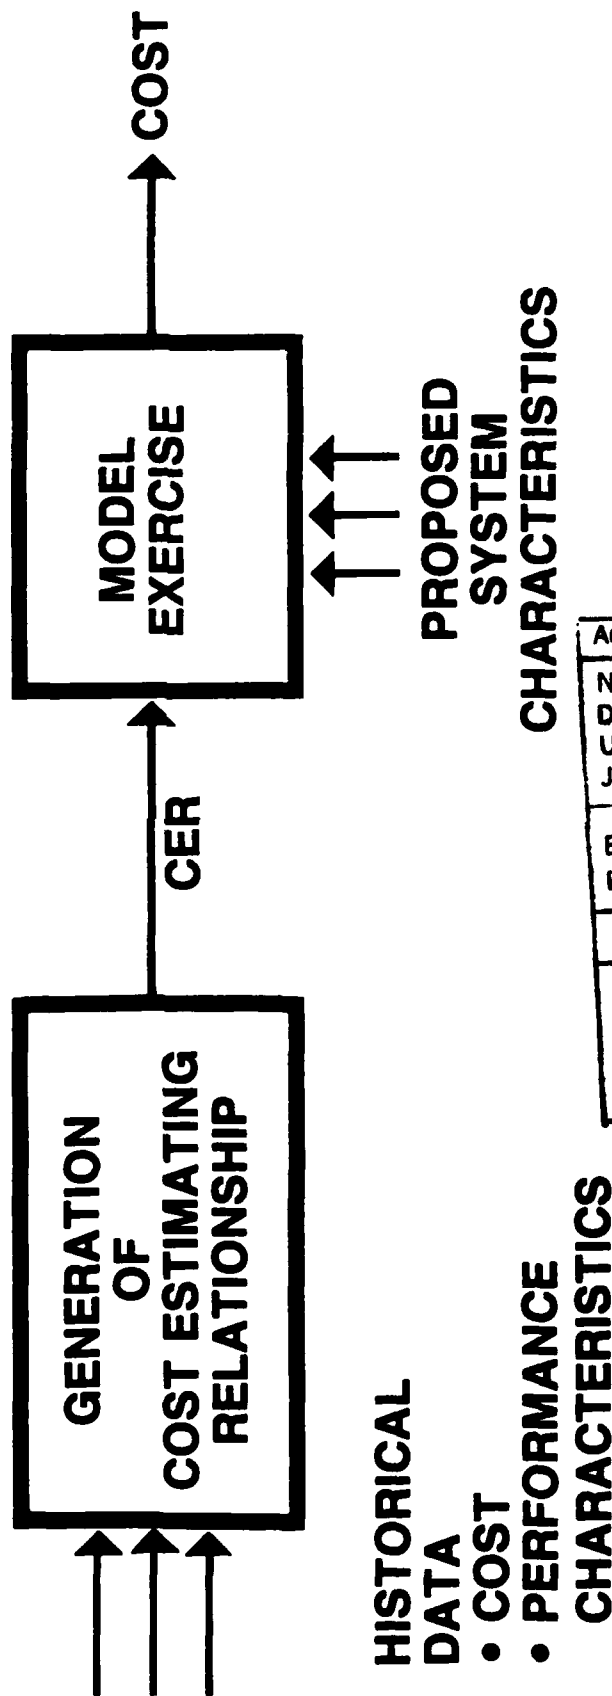 GENERATION
OF
COST ESTIMATING
RELATIONSHIP
CER
MODEL
EXERCISE
COST
HISTORICAL
DATA
• COST
• PERFORMANCE
CHARACTERISTICS
PROPOSED
SYSTEM
CHARACTERISTICS